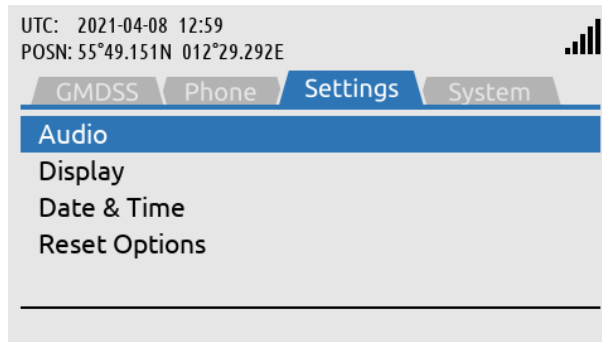 UTC: 2021-04-08 12:59
POSN: 55°49.151N 012°29.292E
GMDSS Phone Settings System
Audio
Display
Date & Time
Reset Options